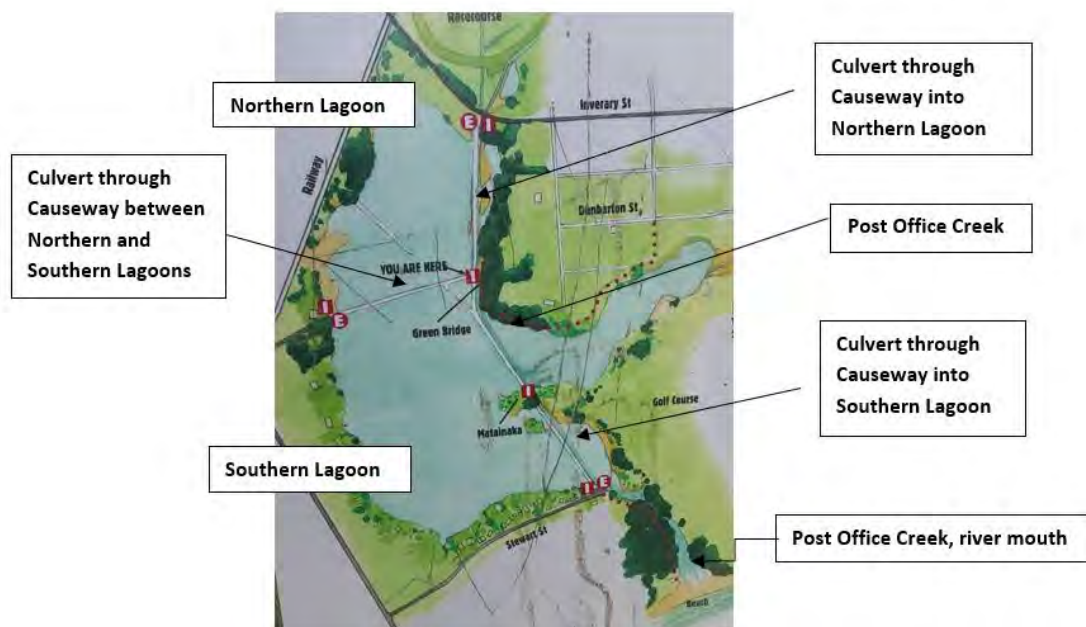 Racecourse
Northern Lagoon
Inverary St
E I
Railway
Culvert through
Causeway into
Northern Lagoon
Culvert through
Causeway between
Northern and
Southern Lagoons
Dunbarton St
Post Office Creek
YOU ARE HERE
I
I
E
Green Bridge
Culvert through
Causeway into
Southern Lagoon
I
Golf Course
Matainaka
Southern Lagoon
I E
Stewart St
Post Office Creek, river mouth
Beach